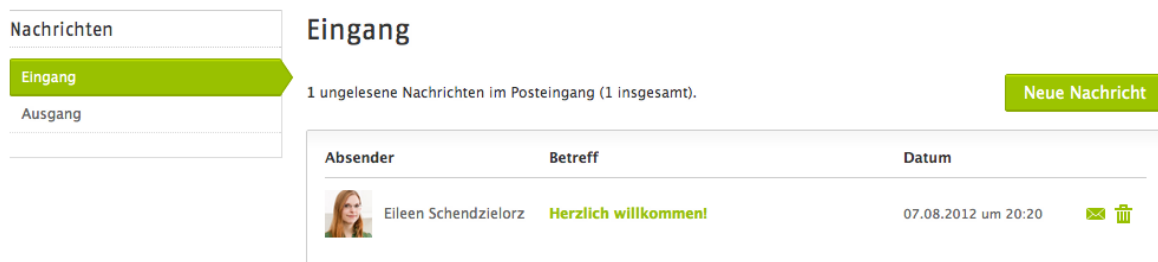 Nachrichten
Eingang
Ausgang
Eingang
1 ungelesene Nachrichten im Posteingang (1 insgesamt).
Neue Nachricht
Absender Betreff Datum
Eileen Schendzielorz Herzlich willkommen! 07.08.2012 um 20:20